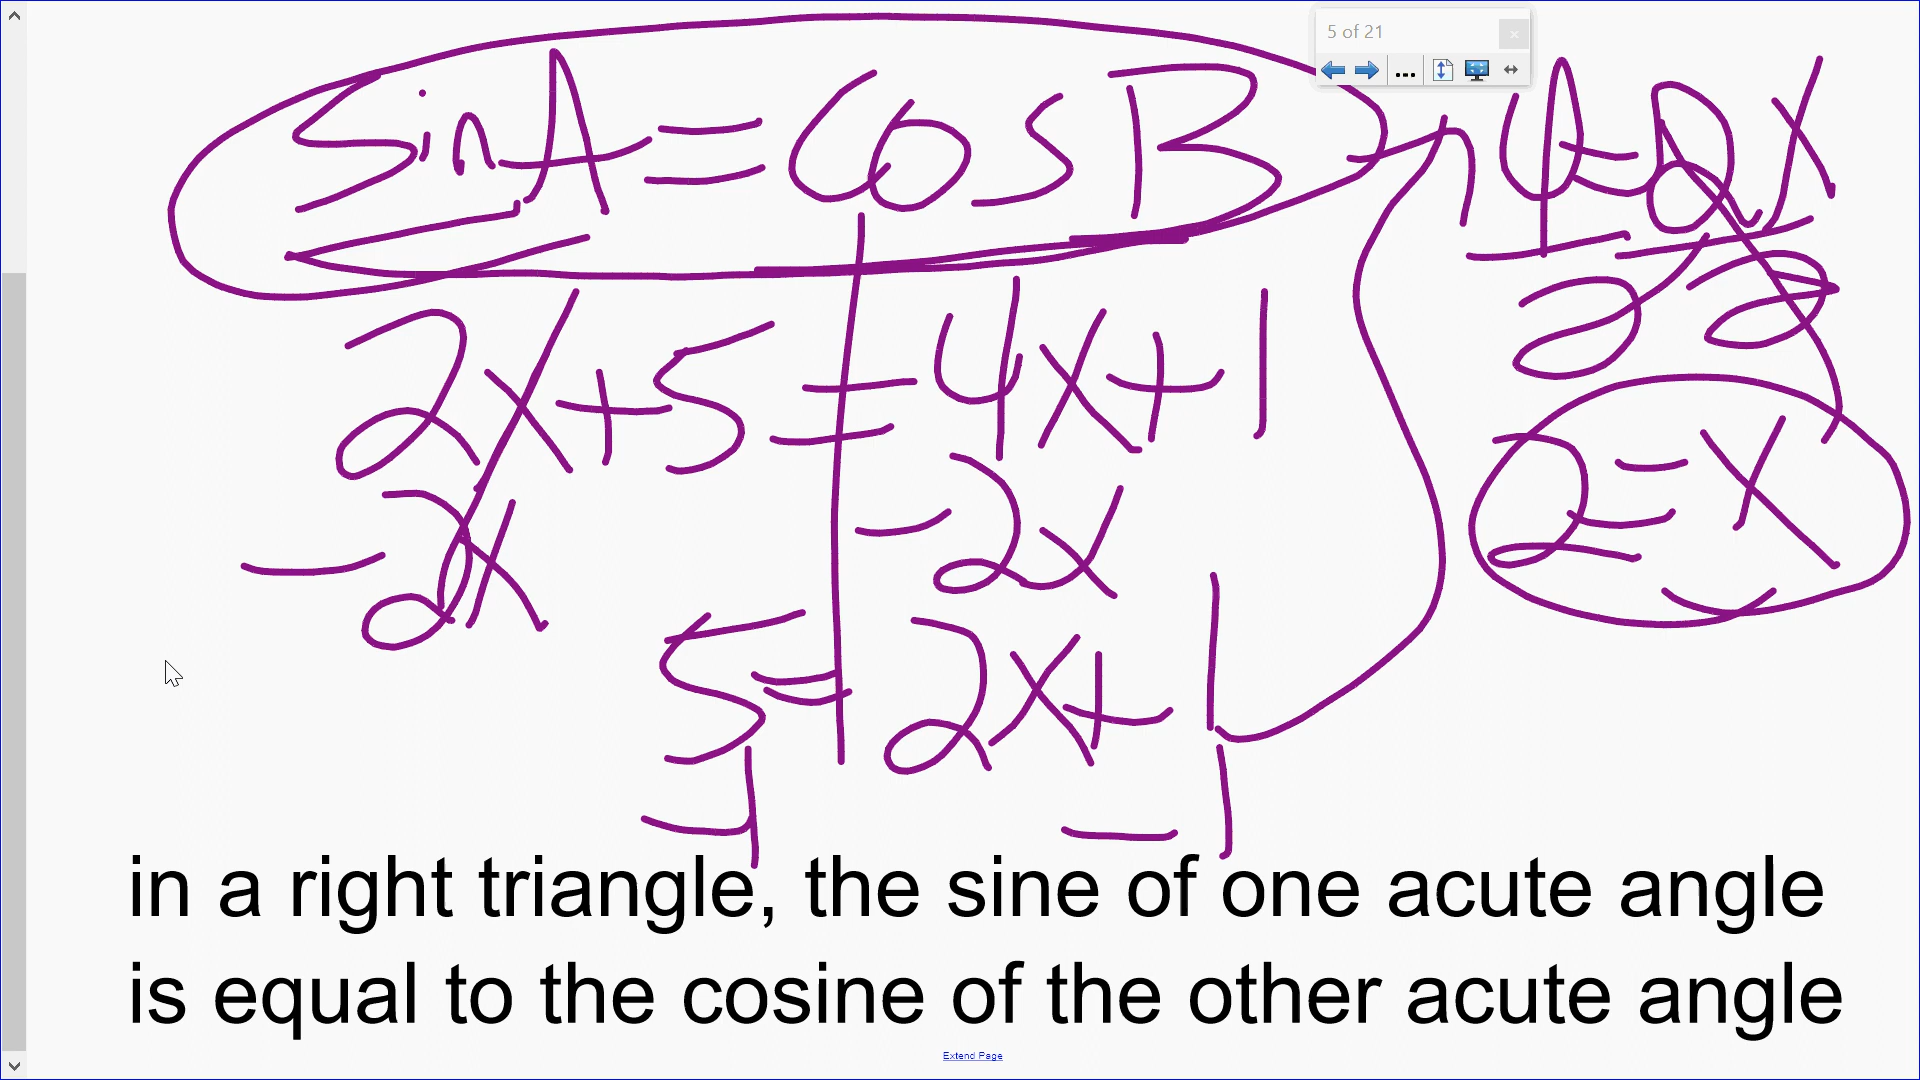 5 of 21
Sin A = Cos B
2x + 5 = 4x + 1
- 2x - 2x
5 = 2x + 1
- 1 - 1
4 = 2x
2 2
2 = x
in a right triangle, the sine of one acute angle
is equal to the cosine of the other acute angle
Extend Page